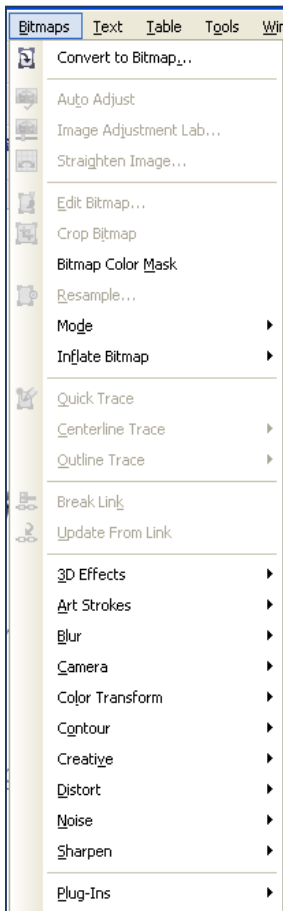 Bitmaps Text Table Tools
Convert to Bitmap...
Auto Adjust
Image Adjustment Lab...
Straighten Image...
Edit Bitmap...
Crop Bitmap
Bitmap Color Mask
Resample...
Mode
Inflate Bitmap
Quick Trace
Centerline Trace
Outline Trace
Break Link
Update From Link
3D Effects
Art Strokes
Blur
Camera
Color Transform
Contour
Creative
Distort
Noise
Sharpen
Plug-Ins